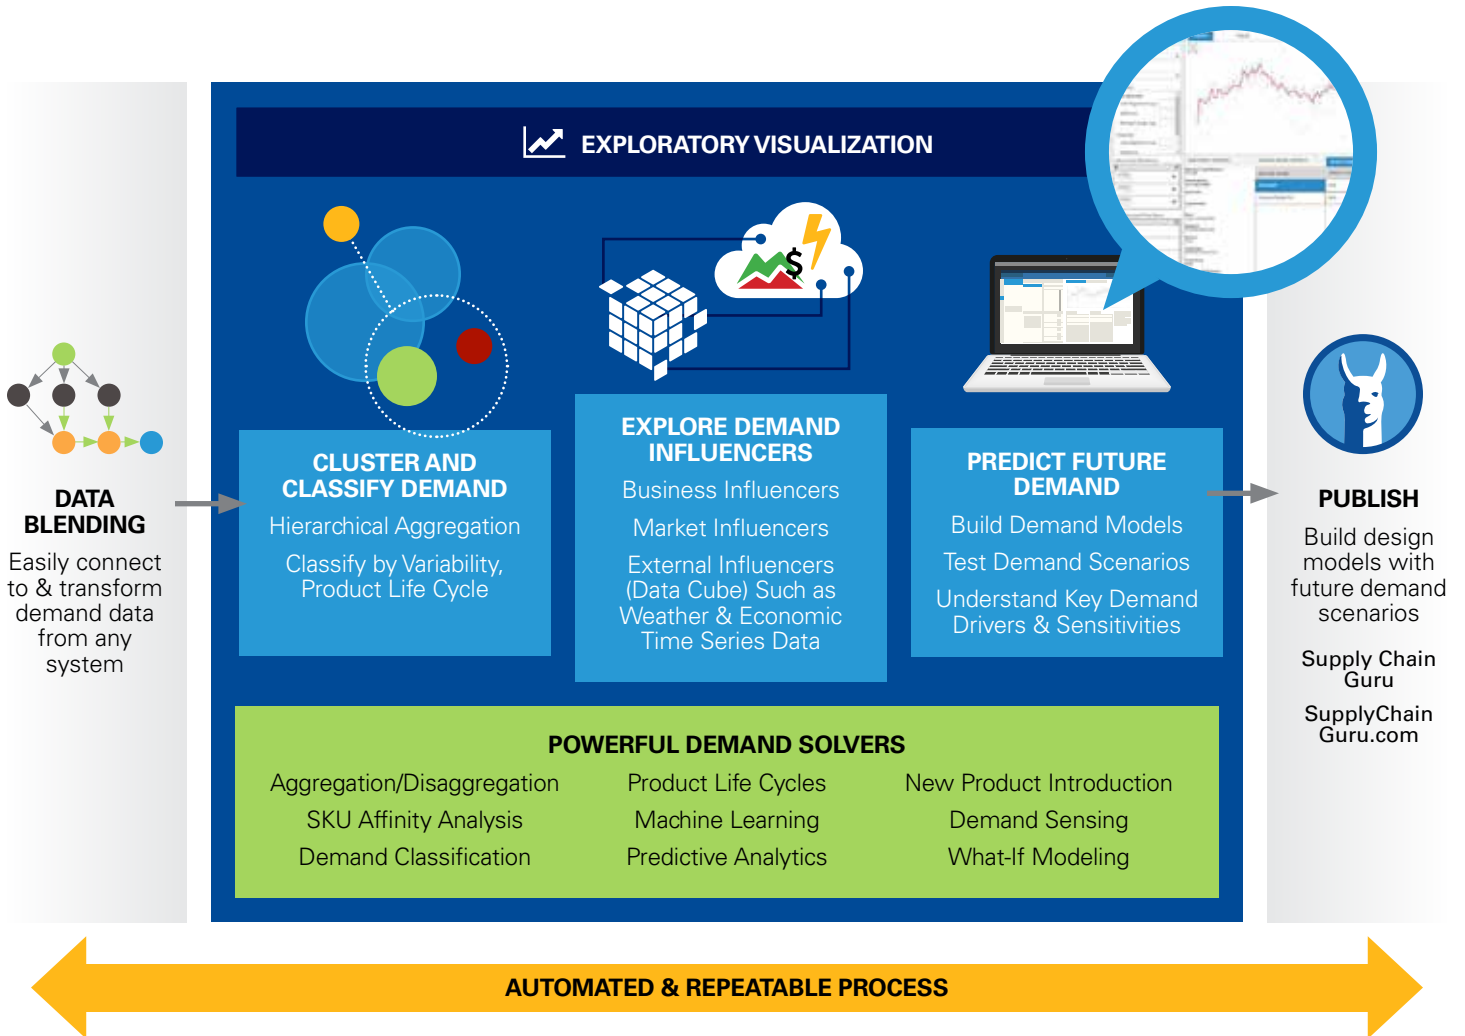 EXPLORATORY VISUALIZATION
DATA
BLENDING
Easily connect
to & transform
demand data
from any
system
CLUSTER AND
CLASSIFY DEMAND
Hierarchical Aggregation
Classify by Variability,
Product Life Cycle
$
EXPLORE DEMAND
INFLUENCERS
Business Influencers
Market Influencers
External Influencers
(Data Cube) Such as
Weather & Economic
Time Series Data
PREDICT FUTURE
DEMAND
Build Demand Models
Test Demand Scenarios
Understand Key Demand
Drivers & Sensitivities
PUBLISH
Build design
models with
future demand
scenarios
Supply Chain
Guru
SupplyChain
Guru.com
POWERFUL DEMAND SOLVERS
Aggregation/Disaggregation
SKU Affinity Analysis
Demand Classification
Product Life Cycles
Machine Learning
Predictive Analytics
New Product Introduction
Demand Sensing
What-If Modeling
AUTOMATED & REPEATABLE PROCESS